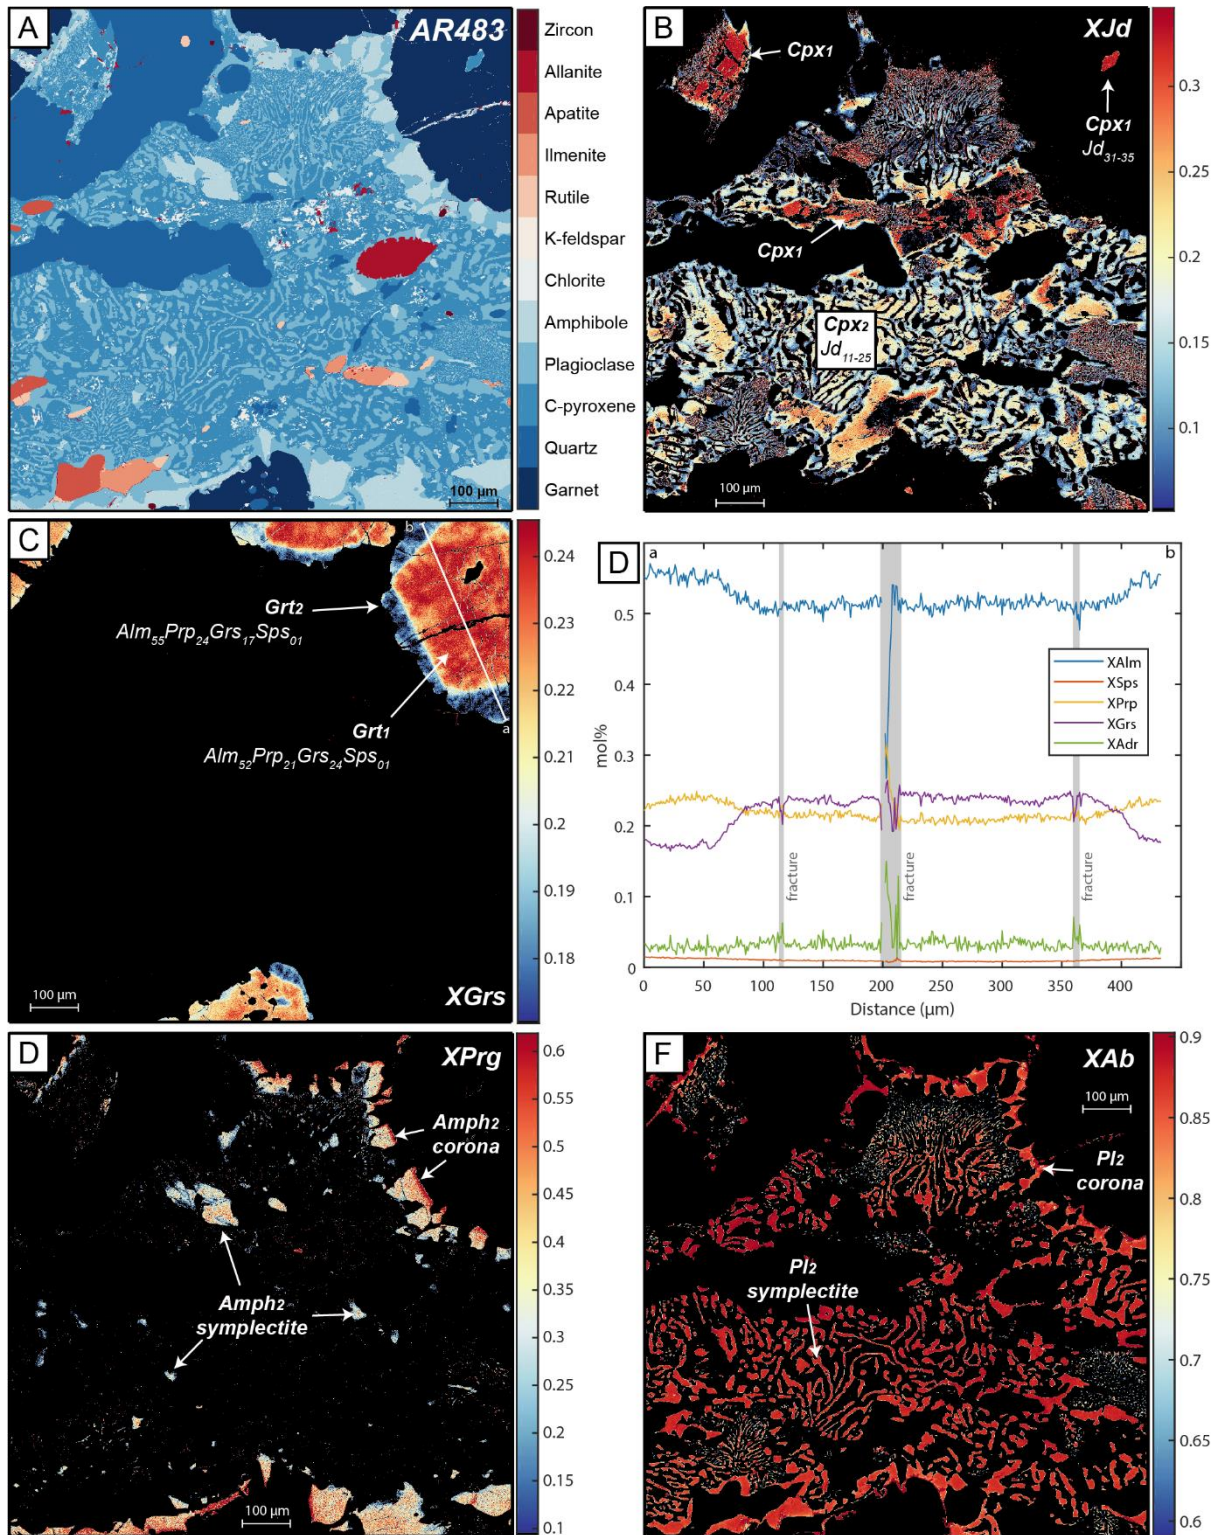 A
AR483
Zircon
Allanite
Apatite
Ilmenite
Rutile
K-feldspar
Chlorite
Amphibole
Plagioclase
C-pyroxene
Quartz
Garnet
100 µm
B
XJd
Cpx1
Cpx1
Jd31-35
Cpx1
Cpx2
Jd11-25
100 µm
0.3
0.25
0.2
0.15
0.1
C
b
Grt2
Alm55Prp24Grs17Sps01
Grt1
Alm52Prp21Grs24Sps01
a
100 µm
XGrs
0.24
0.23
0.22
0.21
0.2
0.19
0.18
D
a
b
0.5
0.4
0.3
0.2
0.1
0
mol%
XAlm
XSps
XPrp
XGrs
XAdr
fracture
fracture
fracture
0
50
100
150
200
250
300
350
400
Distance (µm)
D
XPrg
Amph2
corona
Amph2
symplectite
100 µm
0.6
0.55
0.5
0.45
0.4
0.35
0.3
0.25
0.2
0.15
0.1
F
XAb
100 µm
Pl2
corona
Pl2
symplectite
0.9
0.85
0.8
0.75
0.7
0.65
0.6